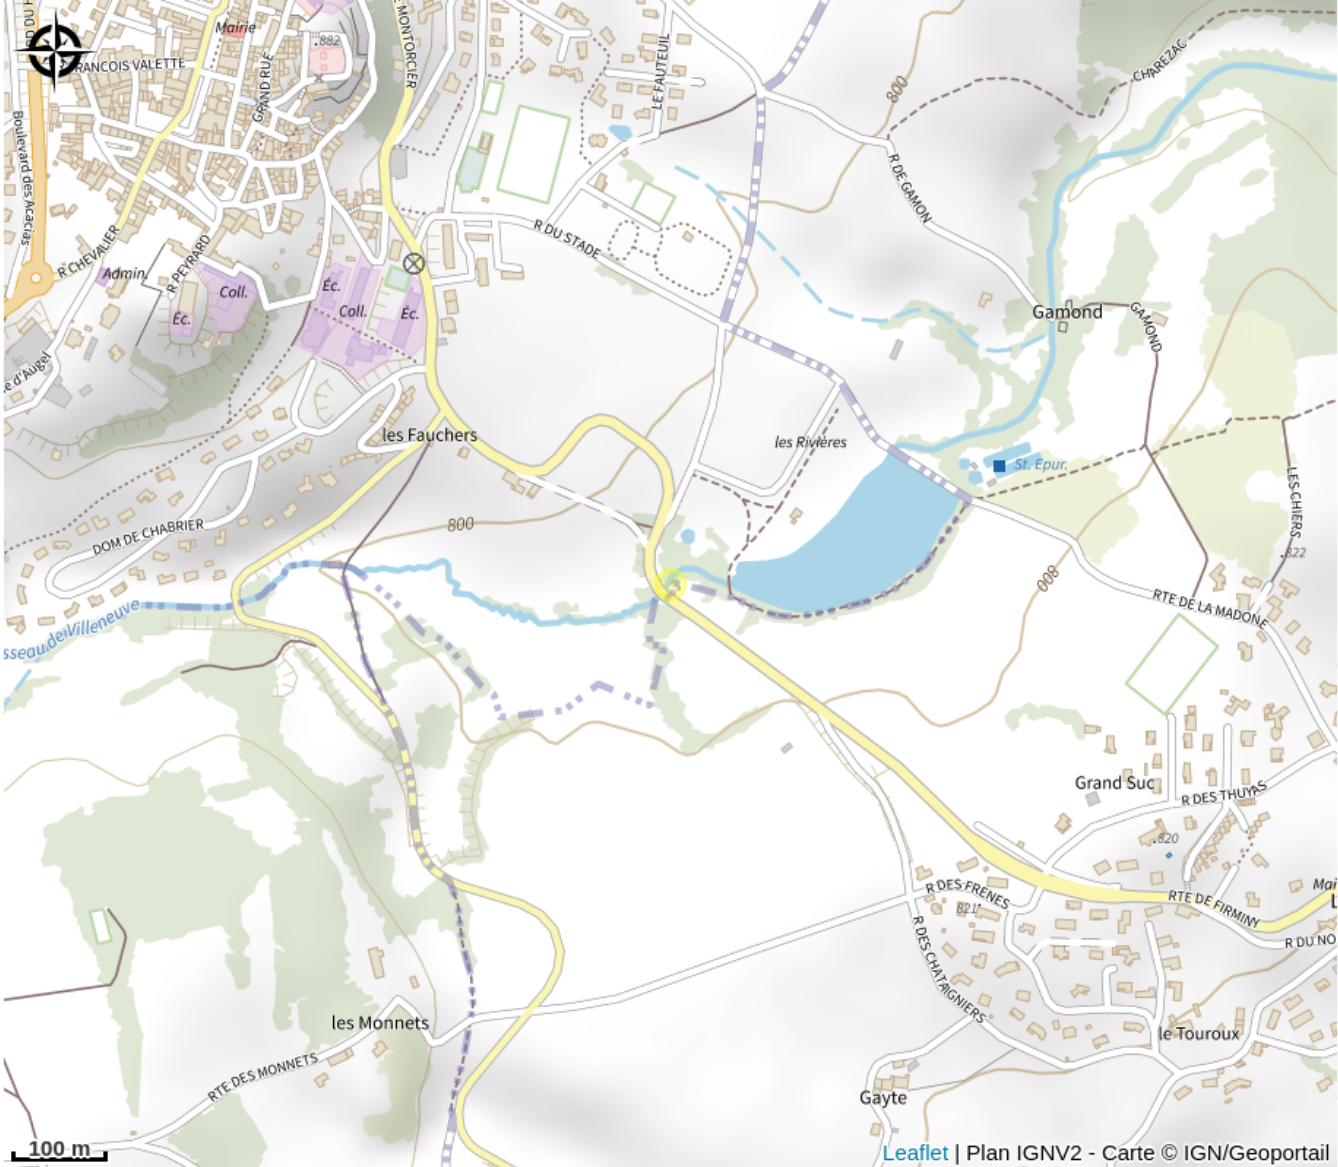 Mairie
.882
FRANCOIS VALETTE
GRAND RUE
E MONTORCIER
LE FAUTEUIL
800
CHAREZAC
Boulevard des Acacias
R DE GAMON
R CHEVALIER
R PEYRARD
R DU STADE
Admin.
Coll.
Éc.
Éc.
Coll.
Éc.
Gamond
GAMOND
e d'Augel
les Fauchers
les Rivières
St. Epur.
LES CHIERS
800
DOM DE CHABRIER
.822
800
RTE DE LA MADONE
sseau de Villeneuve
Grand Suc
R DES THUYAS
.820
R DES FRENES
RTE DE FIRMINY
Mai
L
821
R DU NO
R DES CHATAIGNIERS
les Monnets
le Touroux
RTE DES MONNETS
Gayte
100 m
Leaflet | Plan IGNV2 - Carte © IGN/Geoportail